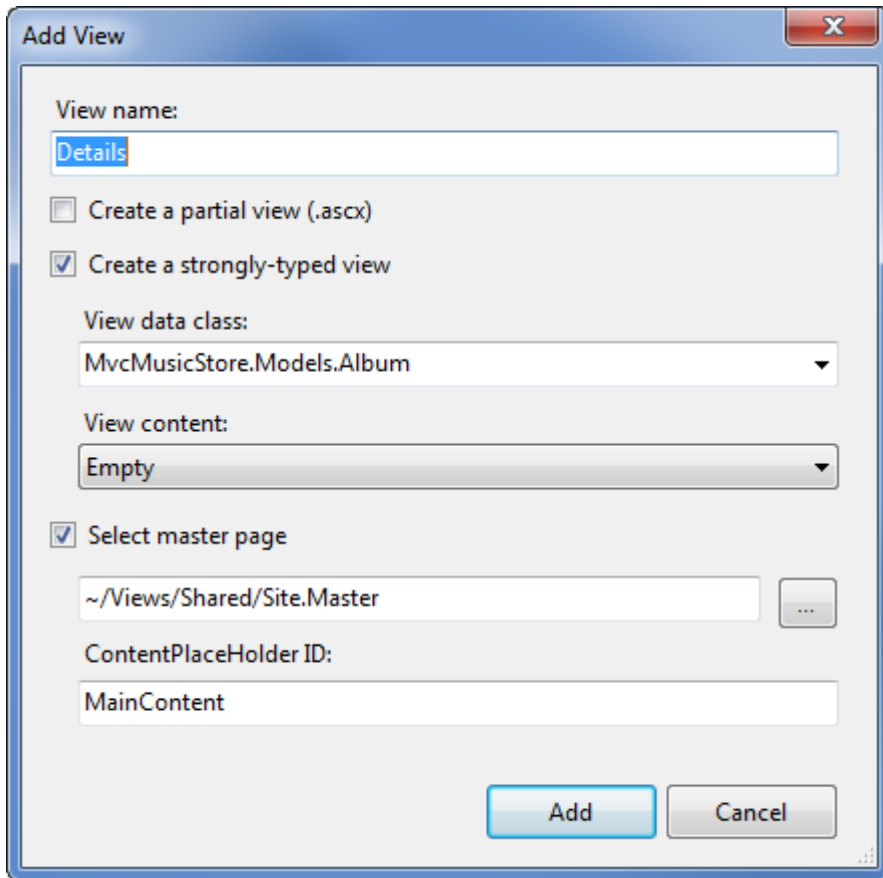 Add View
View name:
Details
Create a partial view (.ascx)
Create a strongly-typed view
View data class:
MvcMusicStore.Models.Album
View content:
Empty
Select master page
~/Views/Shared/Site.Master
...
ContentPlaceHolder ID:
MainContent
Add Cancel